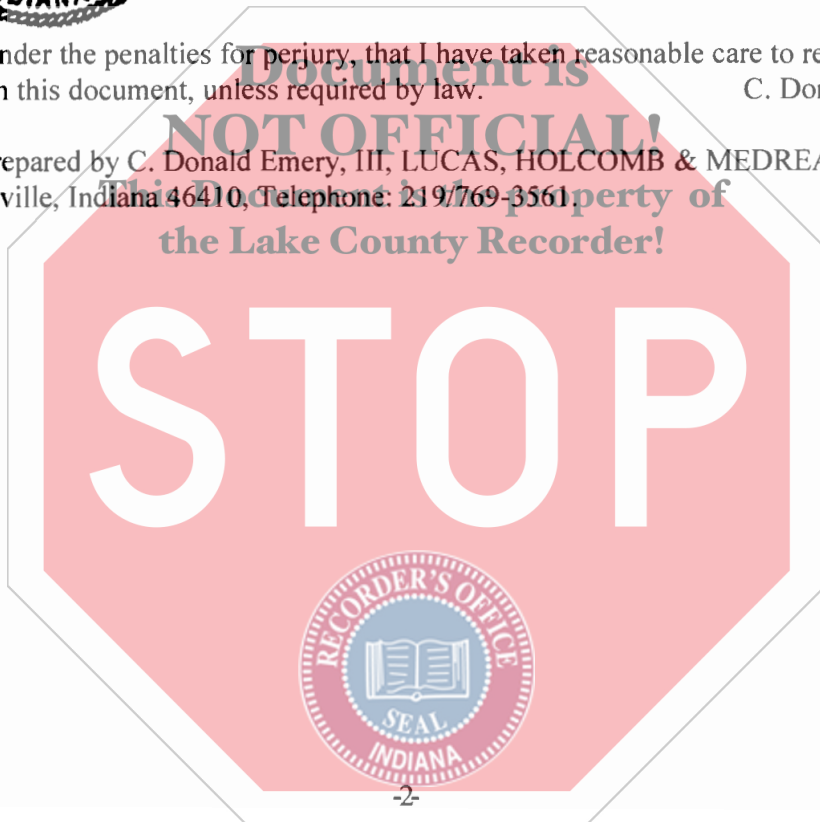 nder the penalties for perjury, that I have taken reasonable care to re
n this document, unless required by law. C. Don
repared by C. Donald Emery, III, LUCAS, HOLCOMB & MEDREA
ville, Indiana 46410, Telephone: 219/769-3561.
Document is
NOT OFFICIAL!
This Document is the property of
the Lake County Recorder!
STOP
RECORDER'S OFFICE
SEAL
INDIANA
-2-